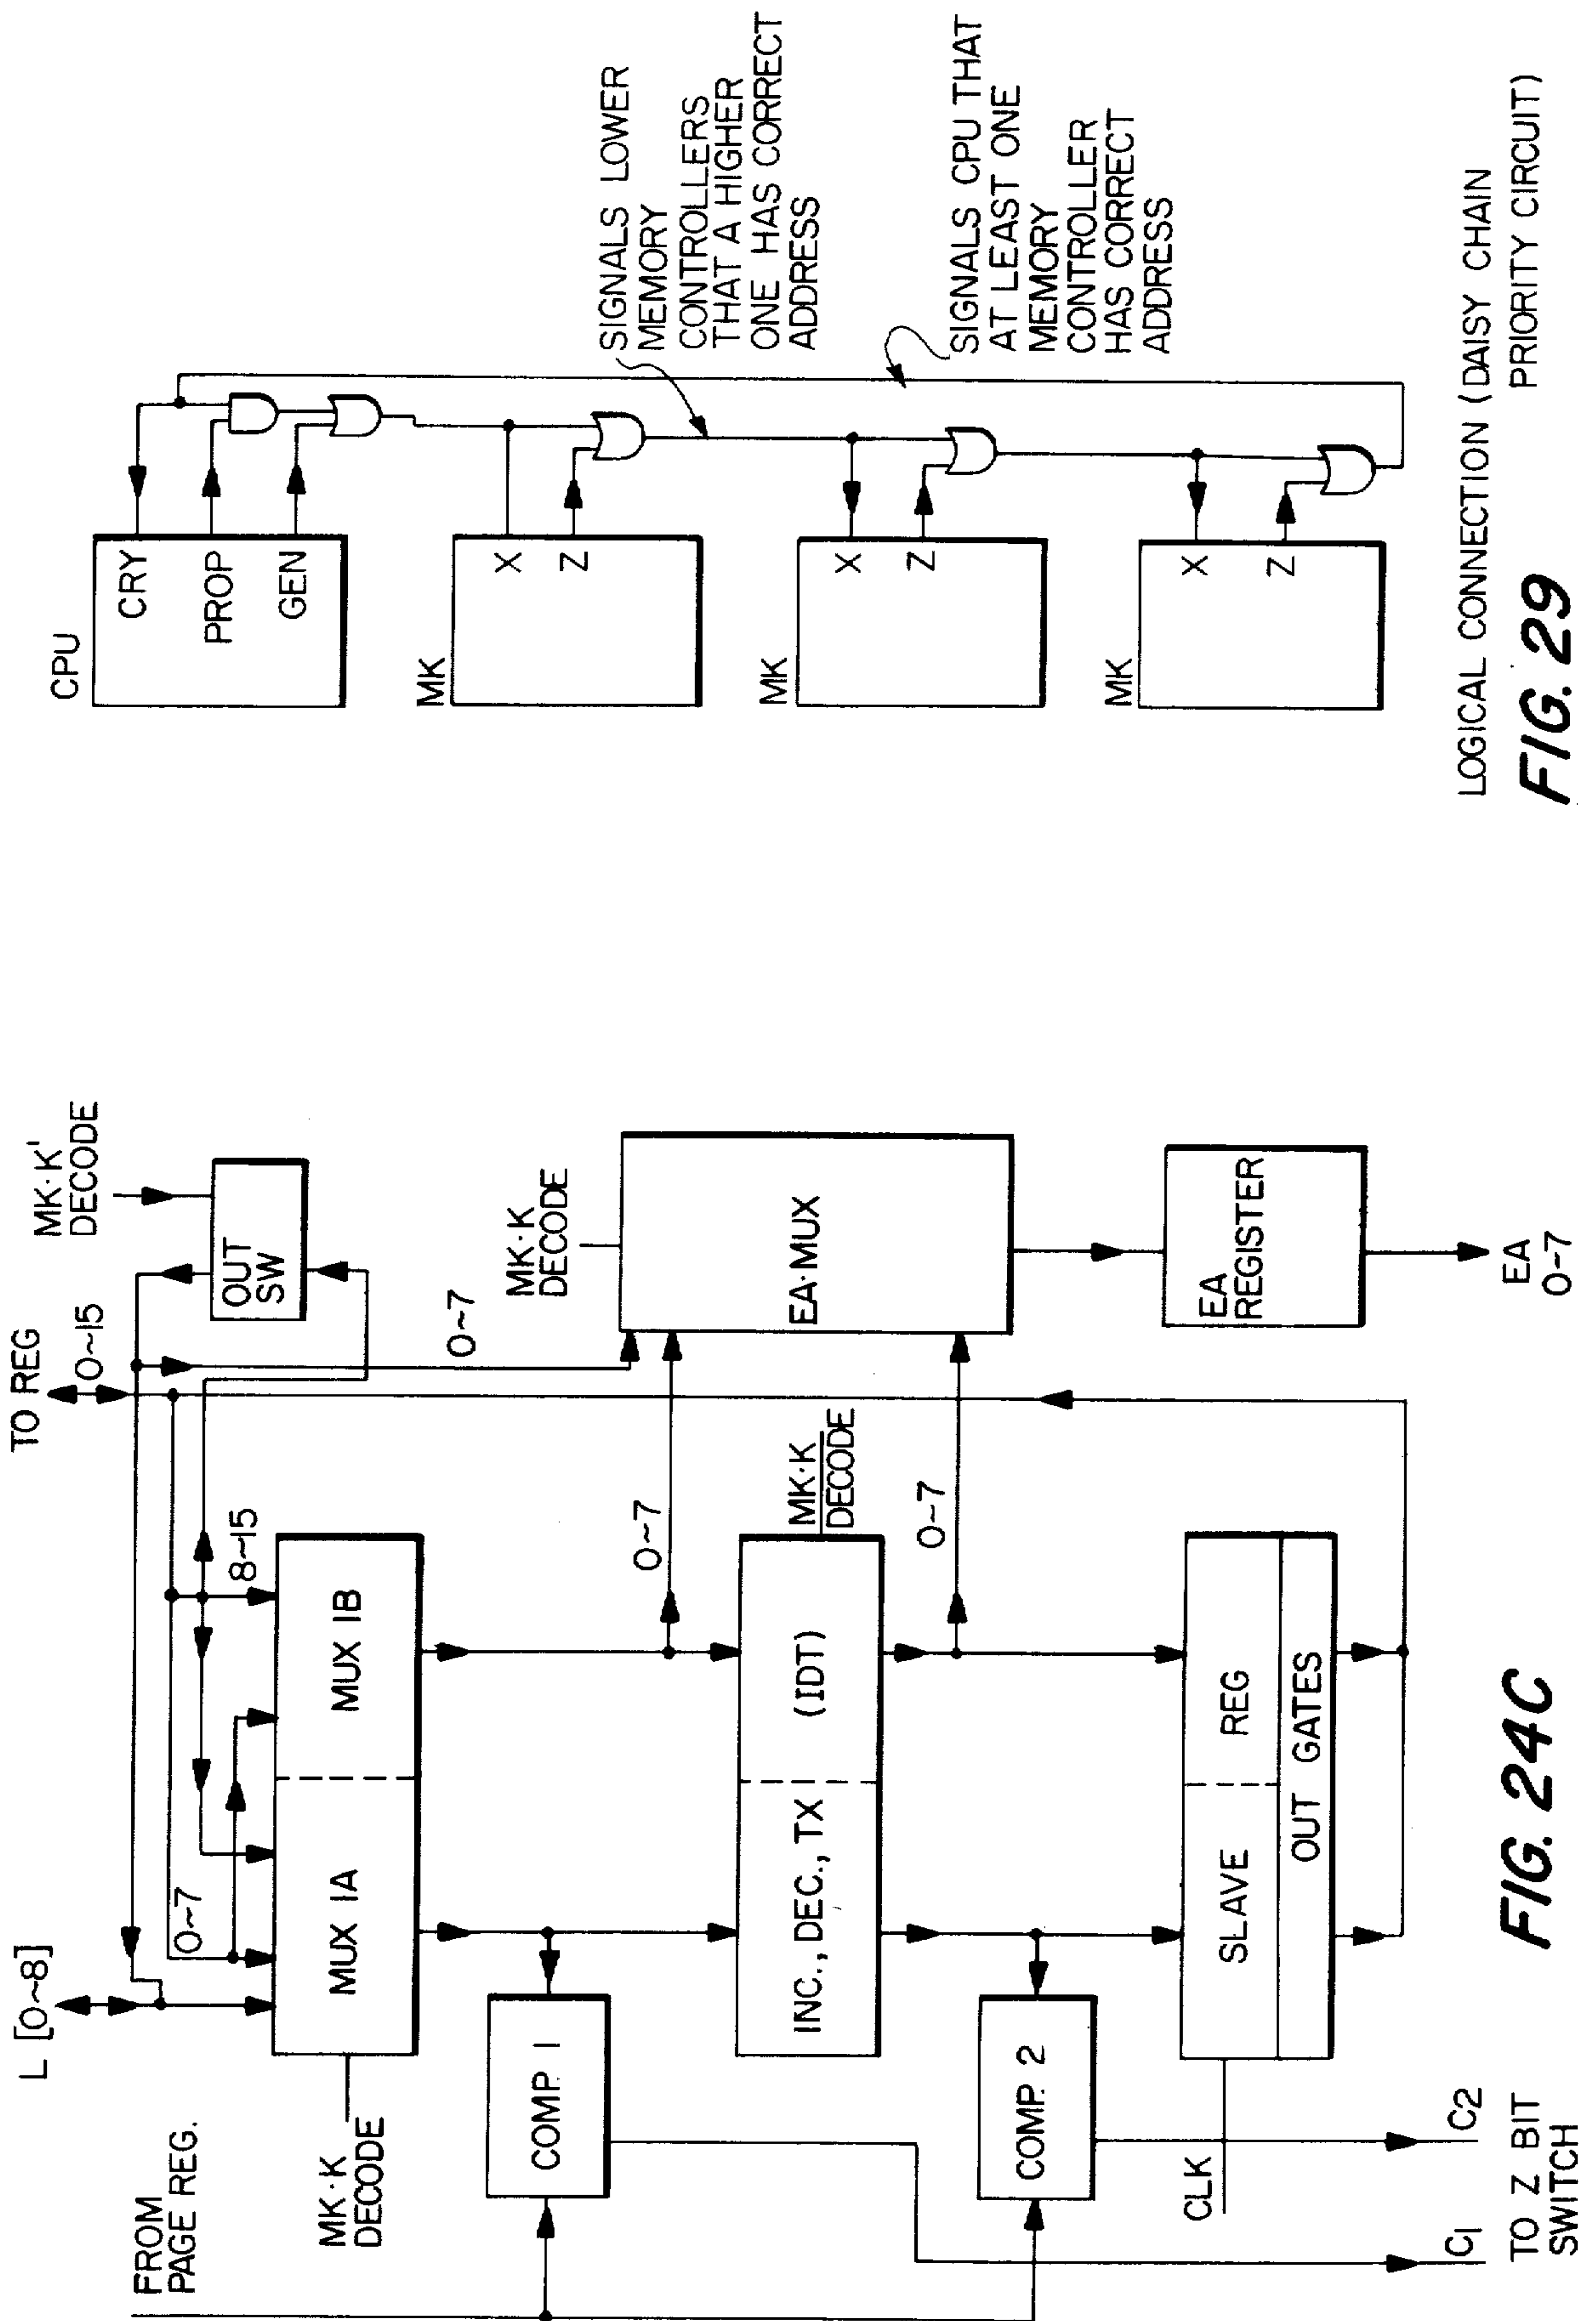 FROM
PAGE REG.
L [0~8]
TO REG
0~15
MK·K'
DECODE
OUT
SW
0~7
8~15
0~7
MUX 1A
MUX 1B
MK·K
DECODE
MK·K
DECODE
COMP. 1
0~7
EA·MUX
INC., DEC., TX
(IDT)
MK·K
DECODE
0~7
COMP. 2
CLK
SLAVE
REG
OUT GATES
EA
REGISTER
C1
C2
TO Z BIT
SWITCH
EA
0~7
FIG. 24C
CPU
CRY
PROP
GEN
MK
X
Z
MK
X
Z
MK
X
Z
SIGNALS LOWER
MEMORY
CONTROLLERS
THAT A HIGHER
ONE HAS CORRECT
ADDRESS
SIGNALS CPU THAT
AT LEAST ONE
MEMORY
CONTROLLER
HAS CORRECT
ADDRESS
LOGICAL CONNECTION (DAISY CHAIN
PRIORITY CIRCUIT)
FIG. 29